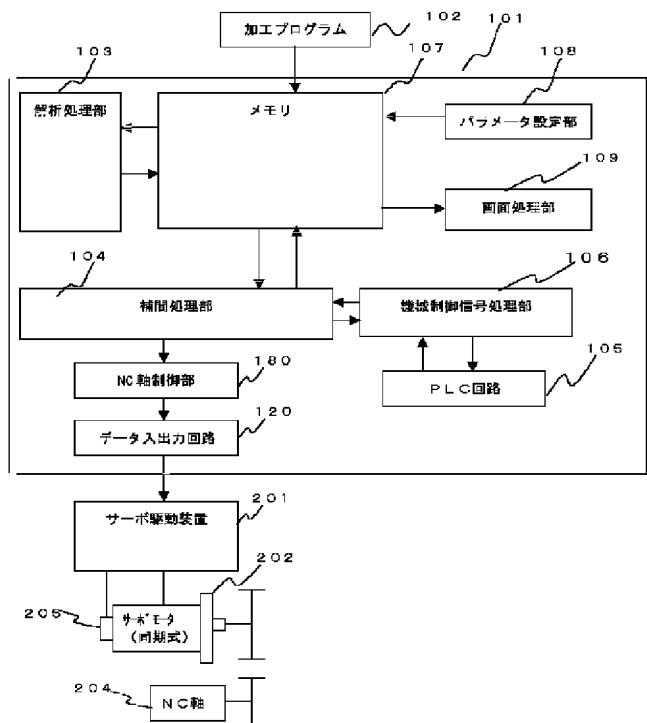 加工プログラム
102
101
103
107
108
解析処理部
メモリ
パラメータ設定部
109
画面処理部
104
106
補間処理部
機械制御信号処理部
180
105
NC軸制御部
PLC回路
120
データ入出力回路
201
サーボ駆動装置
202
205
サーボモータ
(同期式)
204
NC軸